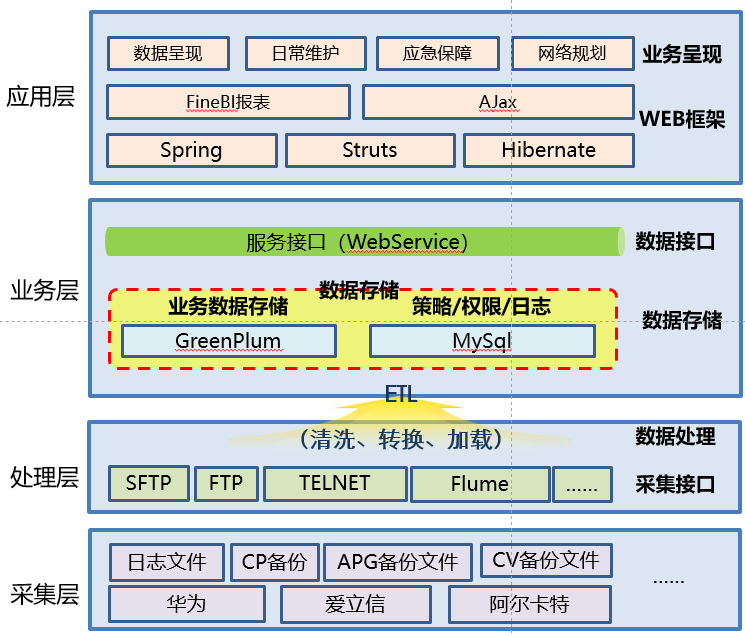 数据呈现 日常维护 应急保障 网络规划 业务呈现
应用层
FineBI报表 AJax
WEB框架
Spring Struts Hibernate
服务接口（WebService） 数据接口
业务层
数据存储
业务数据存储 策略/权限/日志
数据存储
GreenPlum MySql
ETL
（清洗、转换、加载） 数据处理
处理层
SFTP FTP TELNET Flume …… 采集接口
日志文件 CP备份 APG备份文件 CV备份文件
……
采集层
华为 爱立信 阿尔卡特